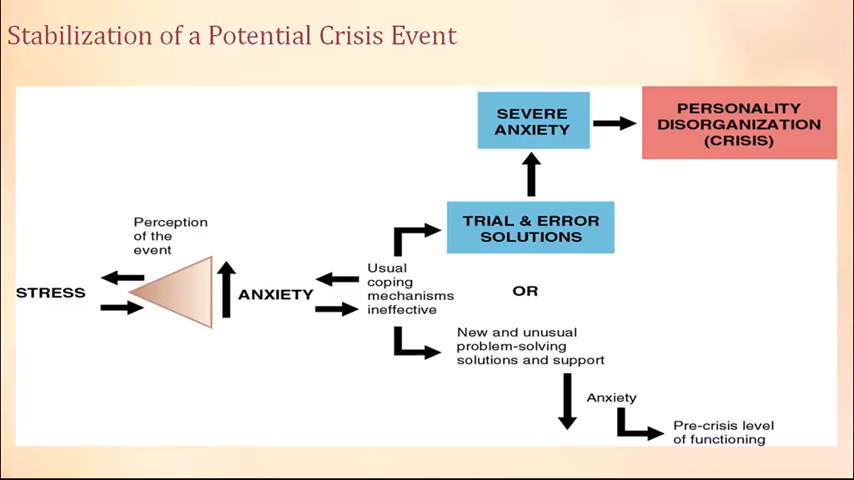 Stabilization of a Potential Crisis Event
SEVERE
ANXIETY
PERSONALITY
DISORGANIZATION
(CRISIS)
TRIAL & ERROR
SOLUTIONS
Perception
of the
event
STRESS
ANXIETY
Usual
coping
mechanisms
ineffective
OR
New and unusual
problem-solving
solutions and support
Anxiety
Pre-crisis level
of functioning